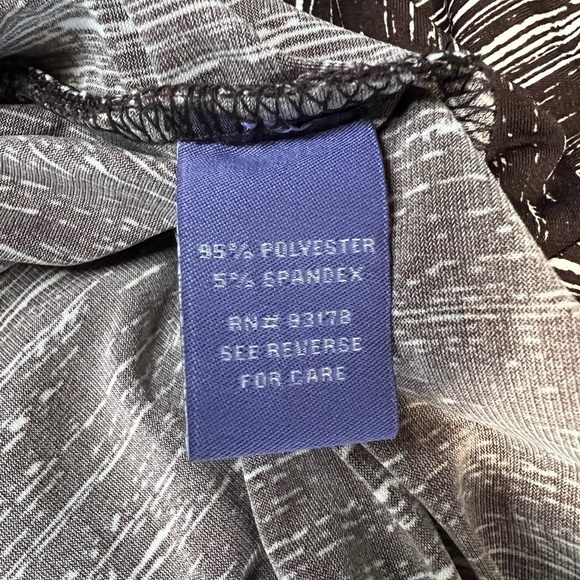 95% POLYESTER
5% SPANDEX
RN# 93178
SEE REVERSE
FOR CARE